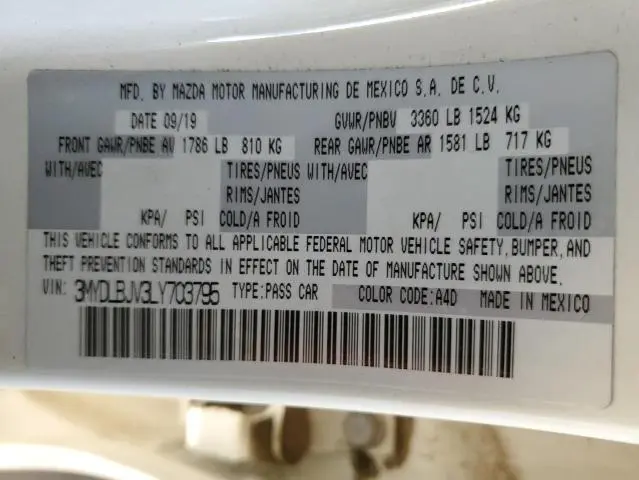 MFD. BY MAZDA MOTOR MANUFACTURING DE MEXICO S.A. DE C.V.
DATE 09/19 GVWR/PNBV 3360 LB 1524 KG
FRONT GAWR/PNBE AV 1786 LB 810 KG REAR GAWR/PNBE AR 1581 LB 717 KG
WITH/AVEC TIRES/PNEUS WITH/AVEC TIRES/PNEUS
RIMS/JANTES RIMS/JANTES
KPA/ PSI COLD/A FROID KPA/ PSI COLD/A FROID
THIS VEHICLE CONFORMS TO ALL APPLICABLE FEDERAL MOTOR VEHICLE SAFETY, BUMPER, AND
THEFT PREVENTION STANDARDS IN EFFECT ON THE DATE OF MANUFACTURE SHOWN ABOVE.
VIN: 3MYDLBJV3LY703795 TYPE:PASS CAR COLOR CODE:A4D MADE IN MEXICO